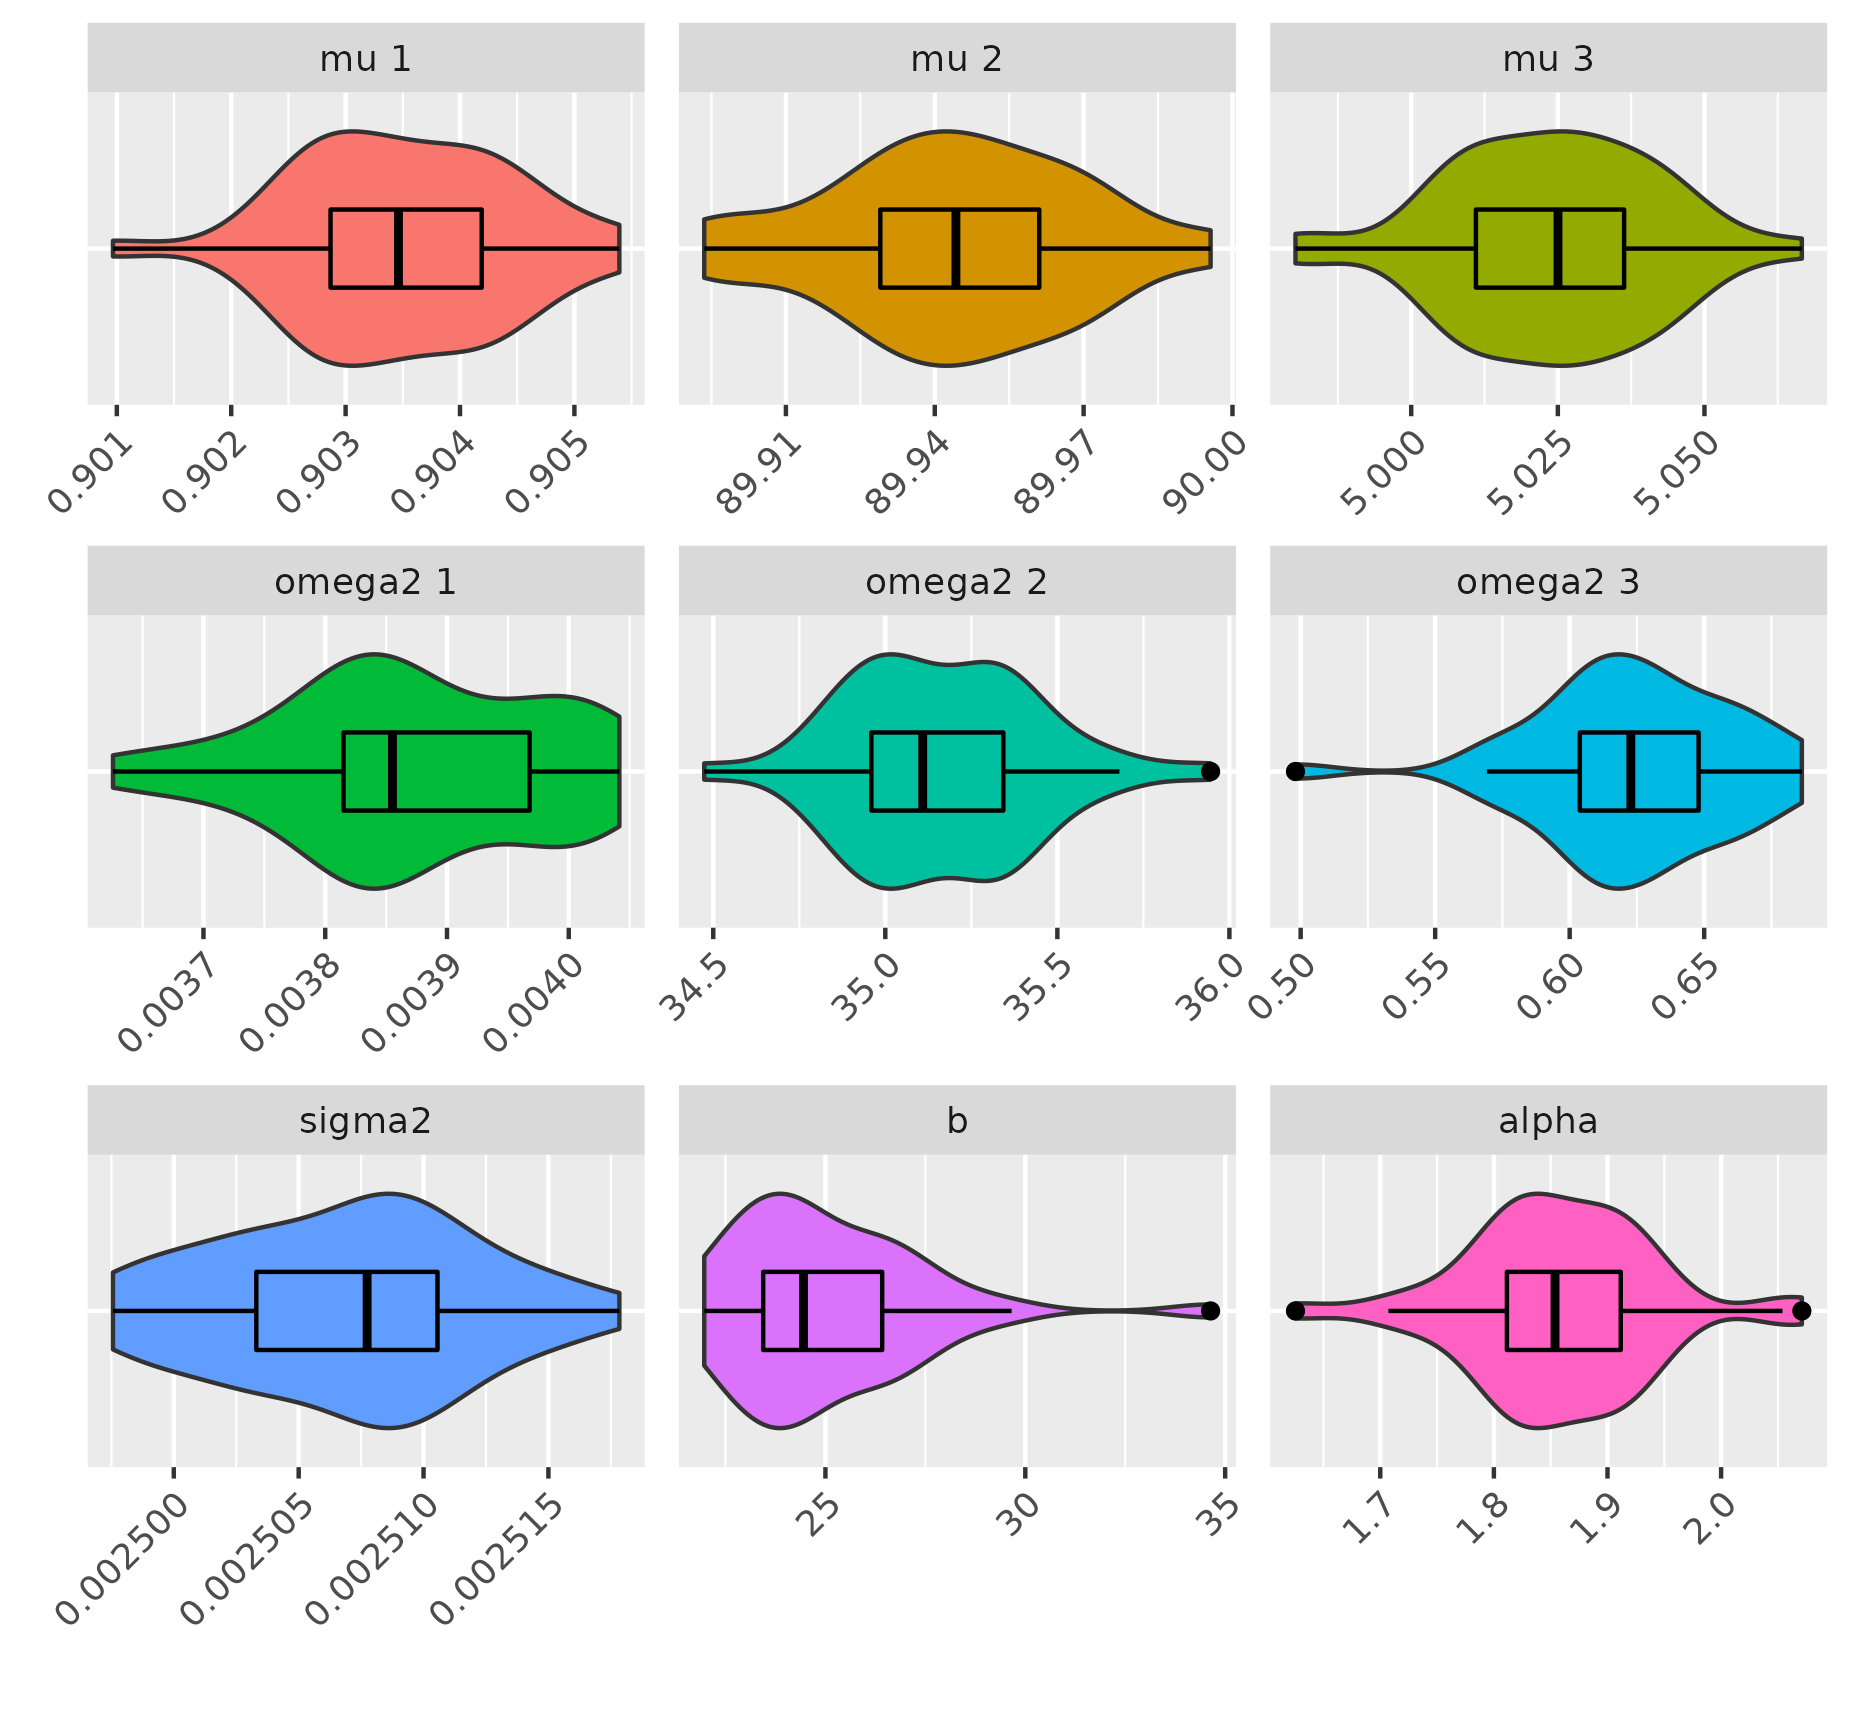 mu 1 mu 2 mu 3
0.901 0.902 0.903 0.904 0.905 89.91 89.94 89.97 90.00 5.000 5.025 5.050
omega2 1 omega2 2 omega2 3
0.0037 0.0038 0.0039 0.0040 34.5 35.0 35.5 36.0 0.50 0.55 0.60 0.65
sigma2 b alpha
0.002500 0.002505 0.002510 0.002515 25 30 35 1.7 1.8 1.9 2.0